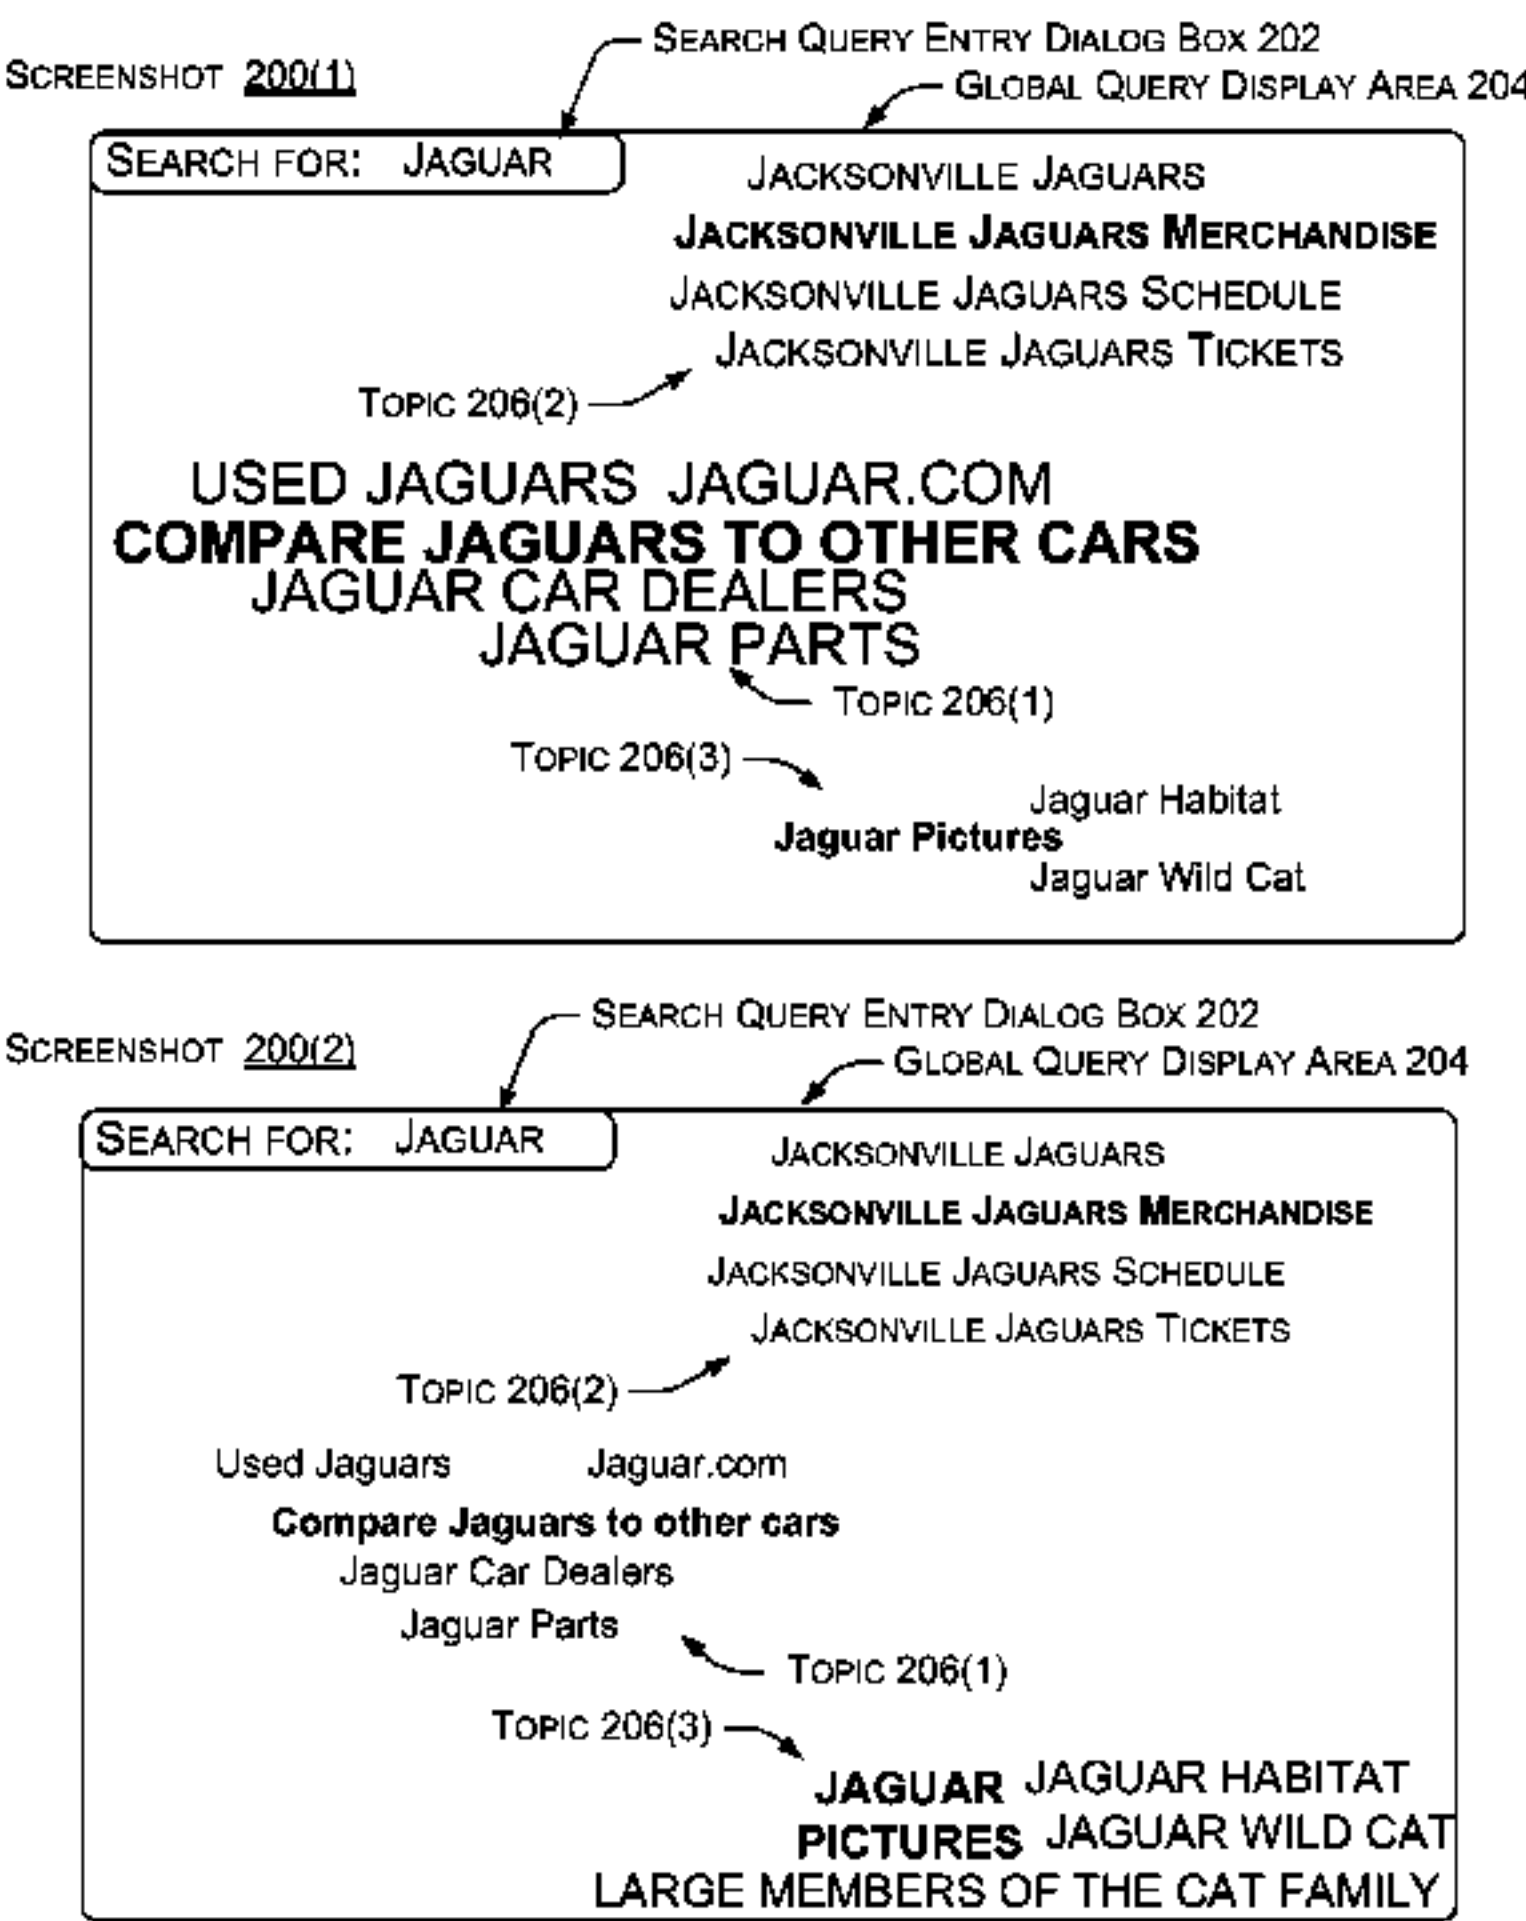 SEARCH QUERY ENTRY DIALOG BOX 202
SCREENSHOT 200(1)
GLOBAL QUERY DISPLAY AREA 204
SEARCH FOR: JAGUAR
JACKSONVILLE JAGUARS
JACKSONVILLE JAGUARS MERCHANDISE
JACKSONVILLE JAGUARS SCHEDULE
JACKSONVILLE JAGUARS TICKETS
TOPIC 206(2)
USED JAGUARS JAGUAR.COM
COMPARE JAGUARS TO OTHER CARS
JAGUAR CAR DEALERS
JAGUAR PARTS
TOPIC 206(1)
TOPIC 206(3)
Jaguar Habitat
Jaguar Pictures
Jaguar Wild Cat
SEARCH QUERY ENTRY DIALOG BOX 202
SCREENSHOT 200(2)
GLOBAL QUERY DISPLAY AREA 204
SEARCH FOR: JAGUAR
JACKSONVILLE JAGUARS
JACKSONVILLE JAGUARS MERCHANDISE
JACKSONVILLE JAGUARS SCHEDULE
JACKSONVILLE JAGUARS TICKETS
TOPIC 206(2)
Used Jaguars Jaguar.com
Compare Jaguars to other cars
Jaguar Car Dealers
Jaguar Parts
TOPIC 206(1)
TOPIC 206(3)
JAGUAR JAGUAR HABITAT
PICTURES JAGUAR WILD CAT
LARGE MEMBERS OF THE CAT FAMILY